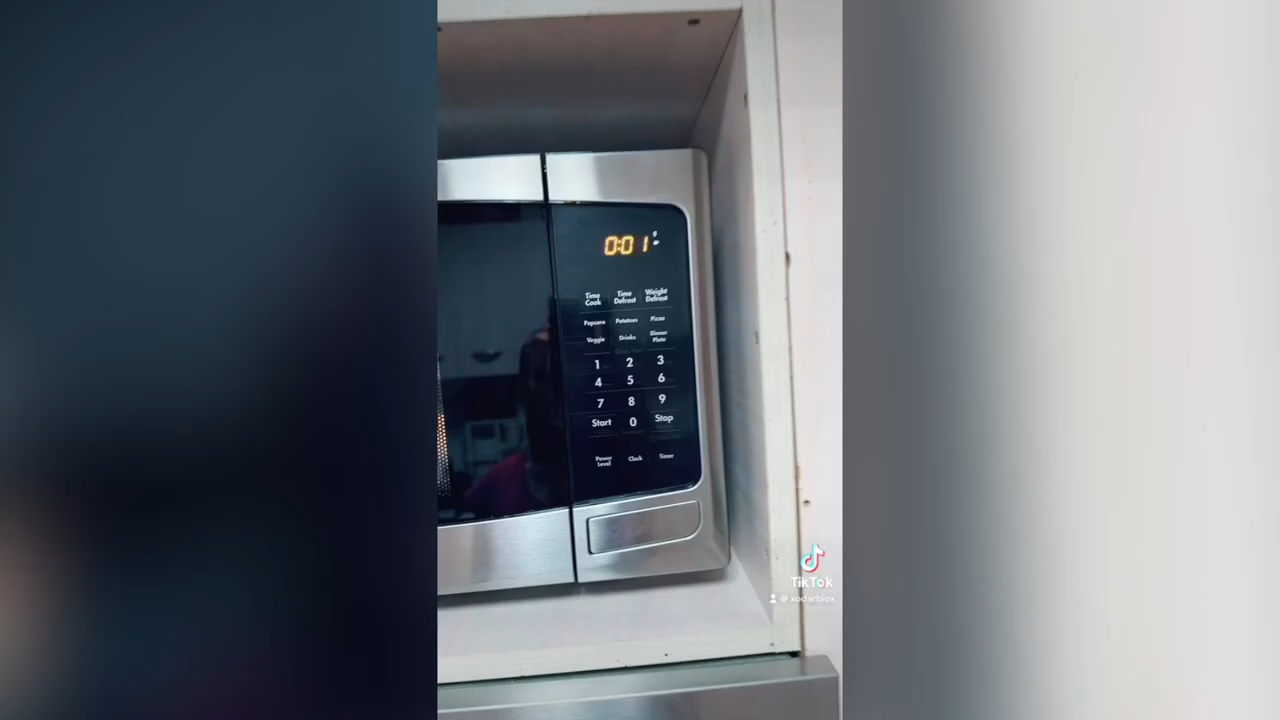 0:01
Time Cook Time Defrost Weight Defrost
Popcorn Potatoes Pizza
Veggie Drinks Dinner Plate
1 2 3
4 5 6
7 8 9
Start 0 Stop
Power Level Clock Timer
TikTok
@xodarbiox